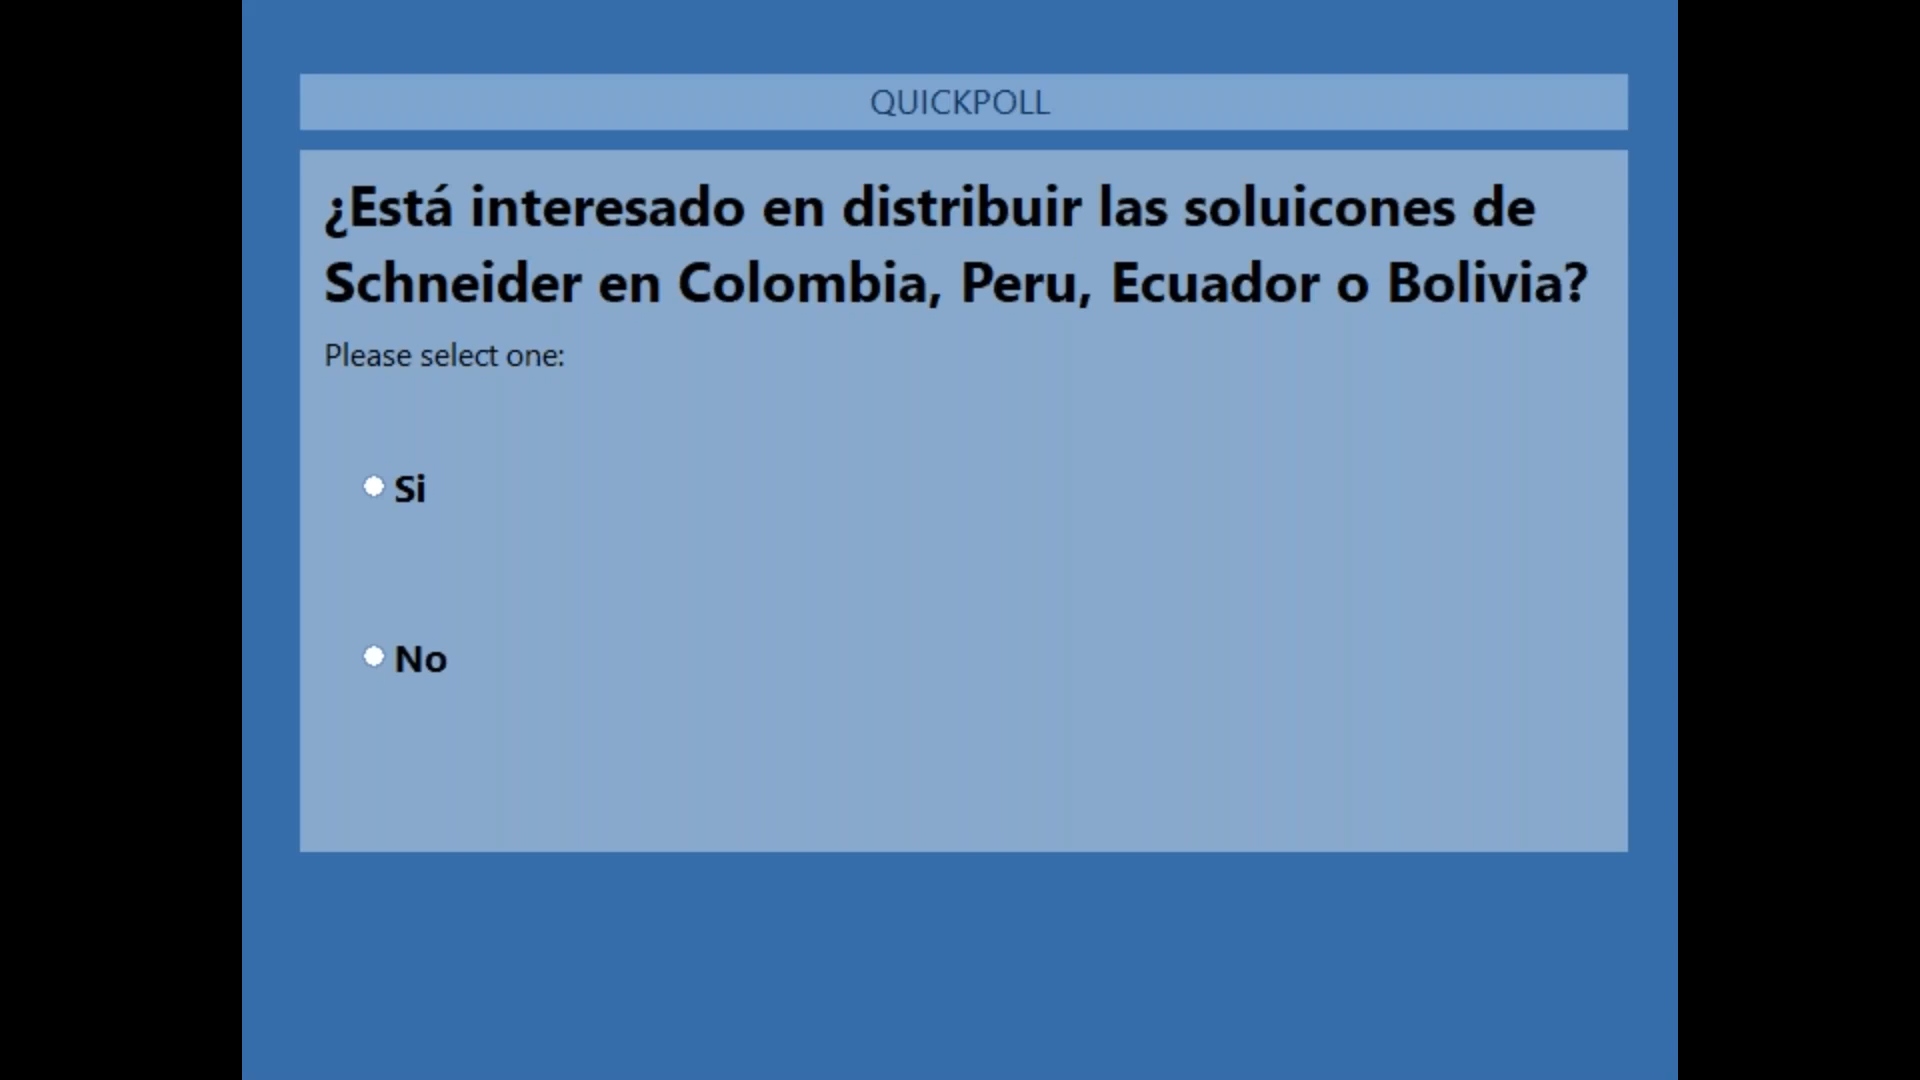 QUICKPOLL
¿Está interesado en distribuir las soluicones de
Schneider en Colombia, Peru, Ecuador o Bolivia?
Please select one:
Si
No